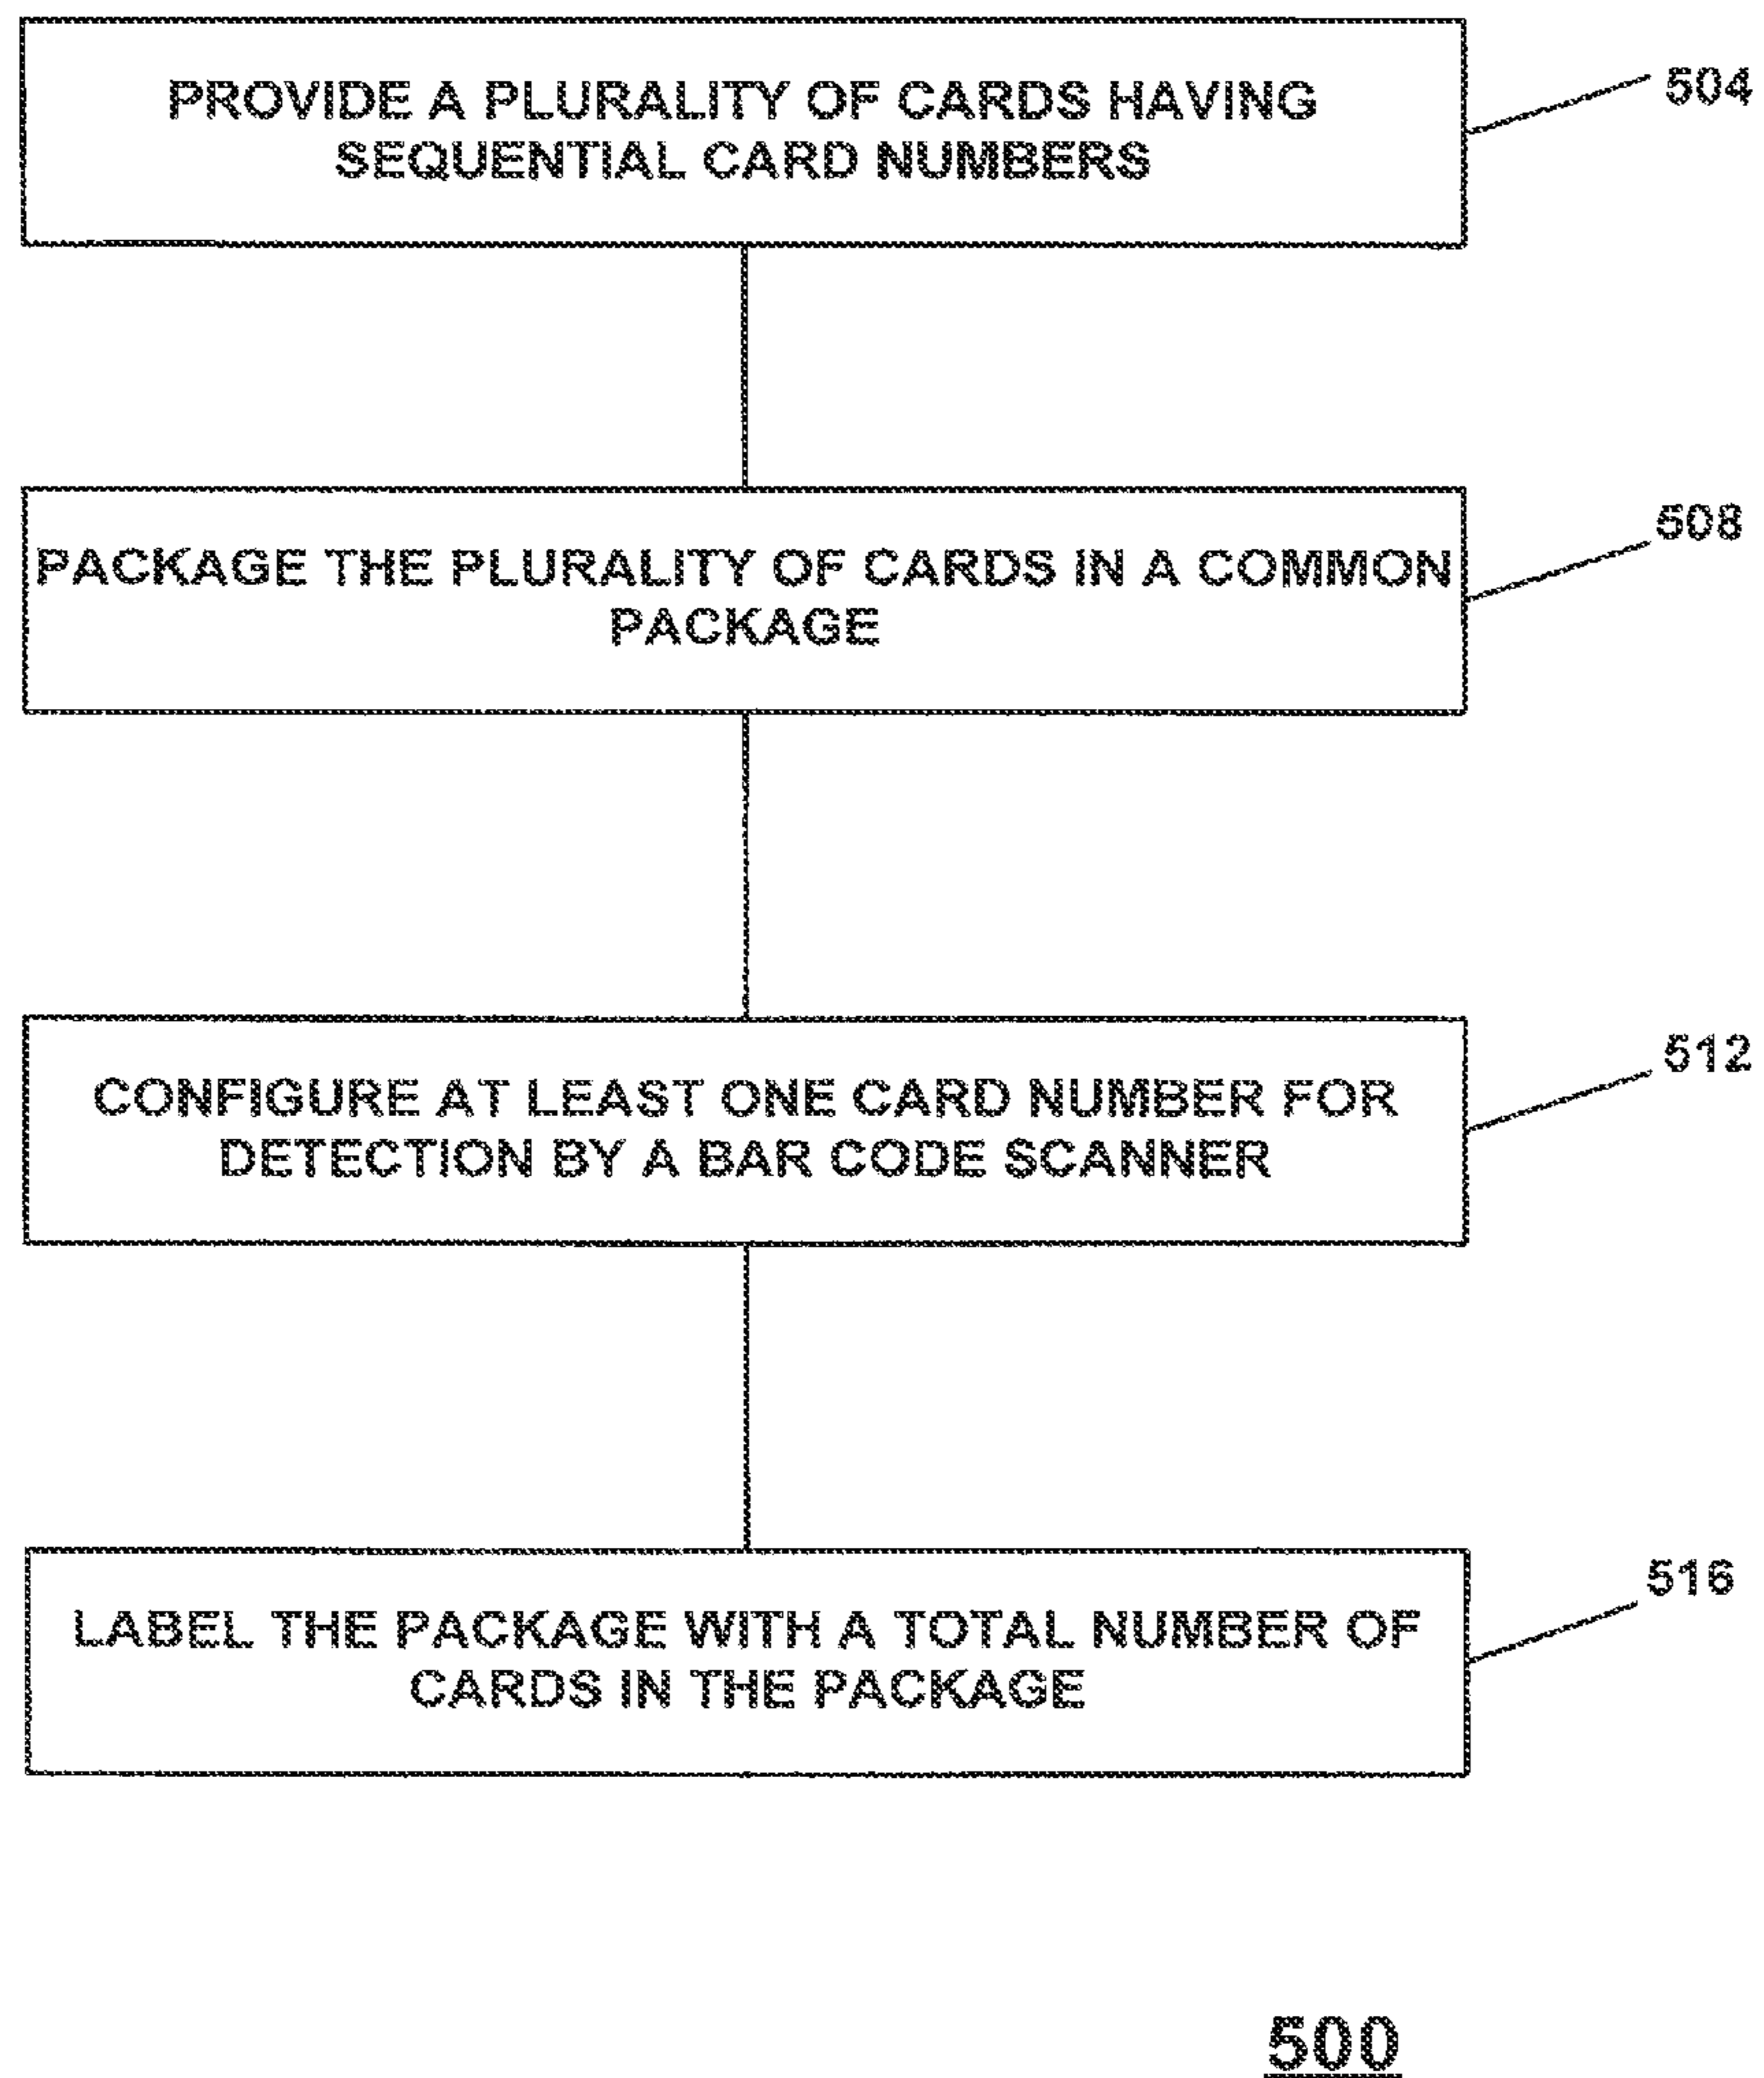 PROVIDE A PLURALITY OF CARDS HAVING
SEQUENTIAL CARD NUMBERS
504
PACKAGE THE PLURALITY OF CARDS IN A COMMON
PACKAGE
508
CONFIGURE AT LEAST ONE CARD NUMBER FOR
DETECTION BY A BAR CODE SCANNER
512
LABEL THE PACKAGE WITH A TOTAL NUMBER OF
CARDS IN THE PACKAGE
516
500